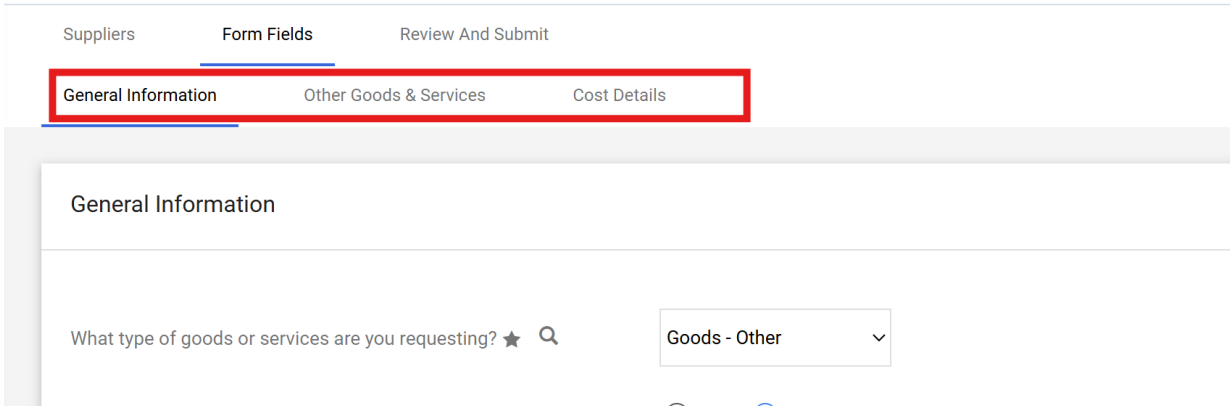 Suppliers Form Fields Review And Submit
General Information Other Goods & Services Cost Details
General Information
What type of goods or services are you requesting? Goods - Other